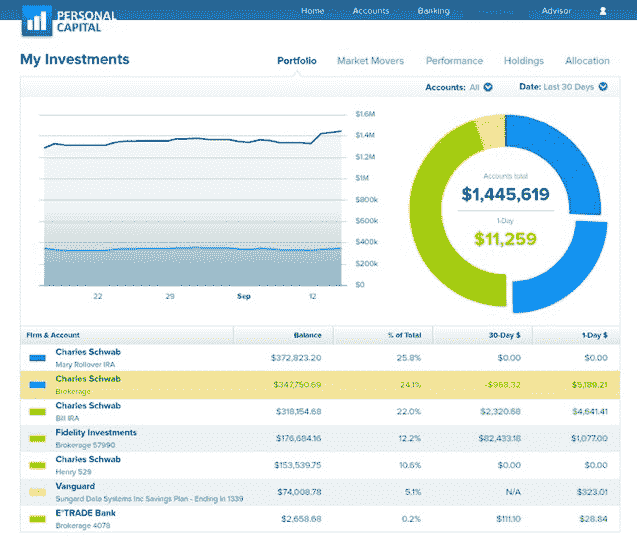 PERSONAL
CAPITAL
Home Accounts Banking Advisor
My Investments
Portfolio Market Movers Performance Holdings Allocation
Accounts: All Date: Last 30 Days
$1.6M
$1.4M
$1.2M
$1M
$800k
$600k
$400k
$200k
$0
22 29 Sep 12
Accounts total
$1,445,619
1-Day
$11,259
Firm & Account Balance % of Total 30-Day $ 1-Day $
Charles Schwab
Mary Rollover IRA
$372,823.20 25.8% $0.00 $0.00
Charles Schwab
Brokerage
$347,750.69 24.1% -$968.32 $5,189.21
Charles Schwab
Bill IRA
$318,154.68 22.0% $2,320.68 $4,641.41
Fidelity Investments
Brokerage 57990
$176,684.16 12.2% $82,433.18 $1,077.00
Charles Schwab
Henry 529
$153,539.75 10.6% $0.00 $0.00
Vanguard
Sungard Data Systems Inc Savings Plan - Ending in 1339
$74,008.78 5.1% N/A $323.01
E*TRADE Bank
Brokerage 4078
$2,658.68 0.2% $111.10 $28.84